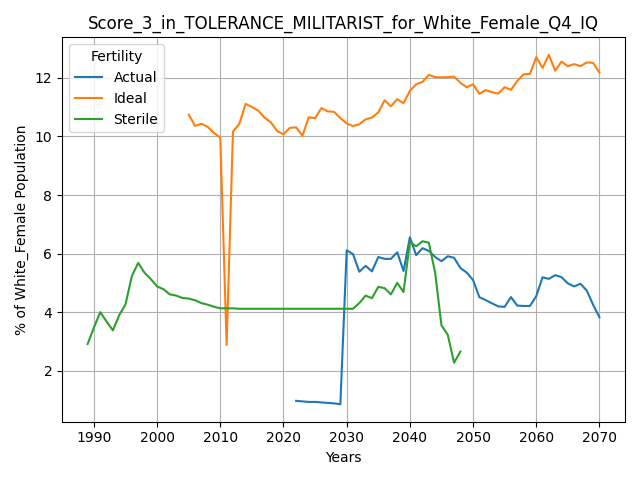 Score_3_in_TOLERANCE_MILITARIST_for_White_Female_Q4_IQ
Fertility
Actual
Ideal
Sterile
% of White_Female Population
12
10
8
6
4
2
1990 2000 2010 2020 2030 2040 2050 2060 2070
Years